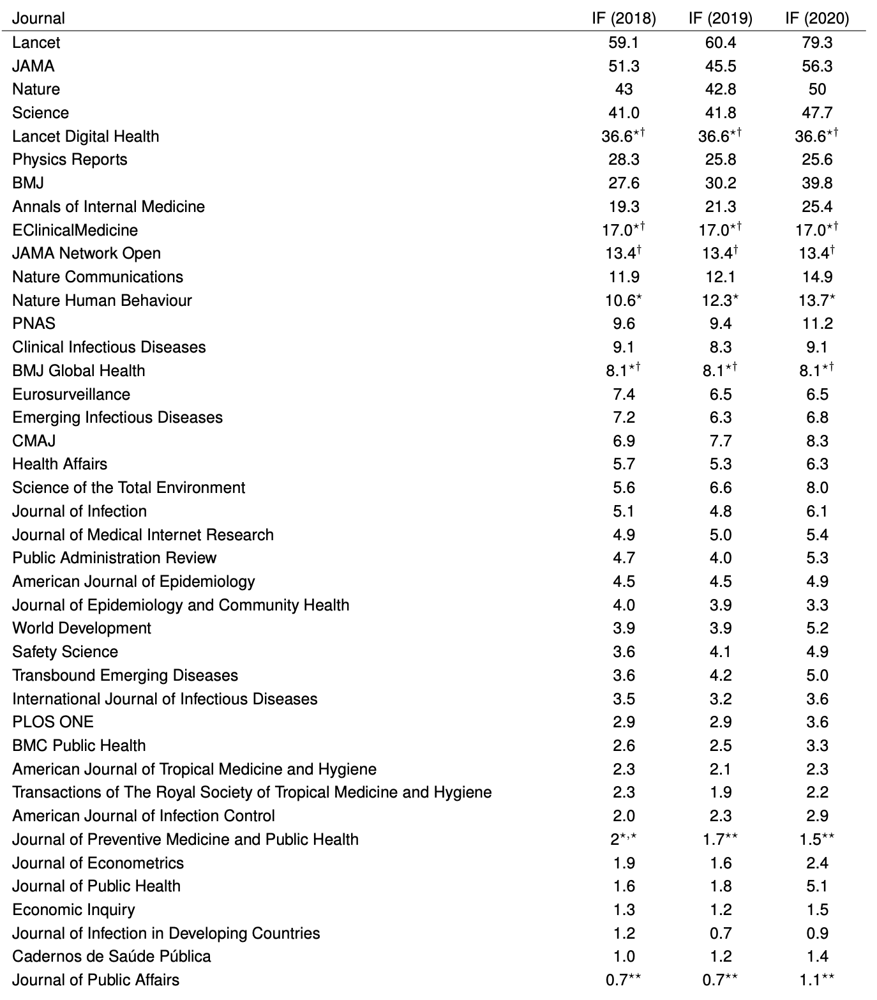 Journal IF (2018) IF (2019) IF (2020)
Lancet 59.1 60.4 79.3
JAMA 51.3 45.5 56.3
Nature 43 42.8 50
Science 41.0 41.8 47.7
Lancet Digital Health 36.6*† 36.6*† 36.6*†
Physics Reports 28.3 25.8 25.6
BMJ 27.6 30.2 39.8
Annals of Internal Medicine 19.3 21.3 25.4
EClinicalMedicine 17.0*† 17.0*† 17.0*†
JAMA Network Open 13.4† 13.4† 13.4†
Nature Communications 11.9 12.1 14.9
Nature Human Behaviour 10.6* 12.3* 13.7*
PNAS 9.6 9.4 11.2
Clinical Infectious Diseases 9.1 8.3 9.1
BMJ Global Health 8.1*† 8.1*† 8.1*†
Eurosurveillance 7.4 6.5 6.5
Emerging Infectious Diseases 7.2 6.3 6.8
CMAJ 6.9 7.7 8.3
Health Affairs 5.7 5.3 6.3
Science of the Total Environment 5.6 6.6 8.0
Journal of Infection 5.1 4.8 6.1
Journal of Medical Internet Research 4.9 5.0 5.4
Public Administration Review 4.7 4.0 5.3
American Journal of Epidemiology 4.5 4.5 4.9
Journal of Epidemiology and Community Health 4.0 3.9 3.3
World Development 3.9 3.9 5.2
Safety Science 3.6 4.1 4.9
Transbound Emerging Diseases 3.6 4.2 5.0
International Journal of Infectious Diseases 3.5 3.2 3.6
PLOS ONE 2.9 2.9 3.6
BMC Public Health 2.6 2.5 3.3
American Journal of Tropical Medicine and Hygiene 2.3 2.1 2.3
Transactions of The Royal Society of Tropical Medicine and Hygiene 2.3 1.9 2.2
American Journal of Infection Control 2.0 2.3 2.9
Journal of Preventive Medicine and Public Health 2*,* 1.7** 1.5**
Journal of Econometrics 1.9 1.6 2.4
Journal of Public Health 1.6 1.8 5.1
Economic Inquiry 1.3 1.2 1.5
Journal of Infection in Developing Countries 1.2 0.7 0.9
Cadernos de Saúde Pública 1.0 1.2 1.4
Journal of Public Affairs 0.7** 0.7** 1.1**